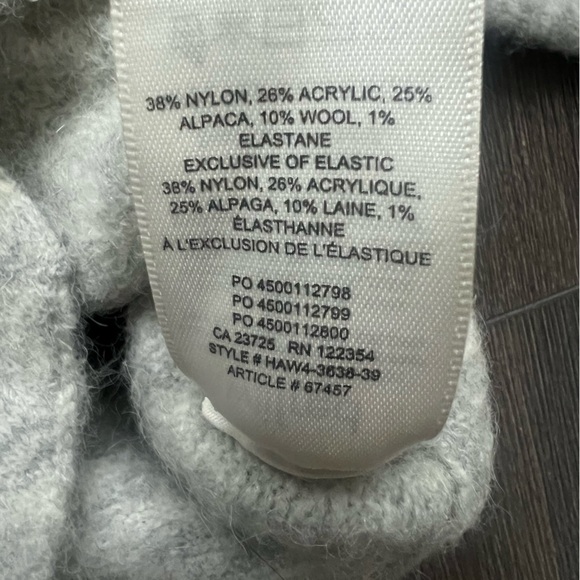 38% NYLON, 26% ACRYLIC, 25%
ALPACA, 10% WOOL, 1%
ELASTANE
EXCLUSIVE OF ELASTIC
38% NYLON, 26% ACRYLIQUE,
25% ALPAGA, 10% LAINE, 1%
ÉLASTHANNE
À L'EXCLUSION DE L'ÉLASTIQUE
PO 4500112798
PO 4500112799
PO 4500112800
CA 23725 RN 122354
STYLE # HAW4-3638-39
ARTICLE # 67457